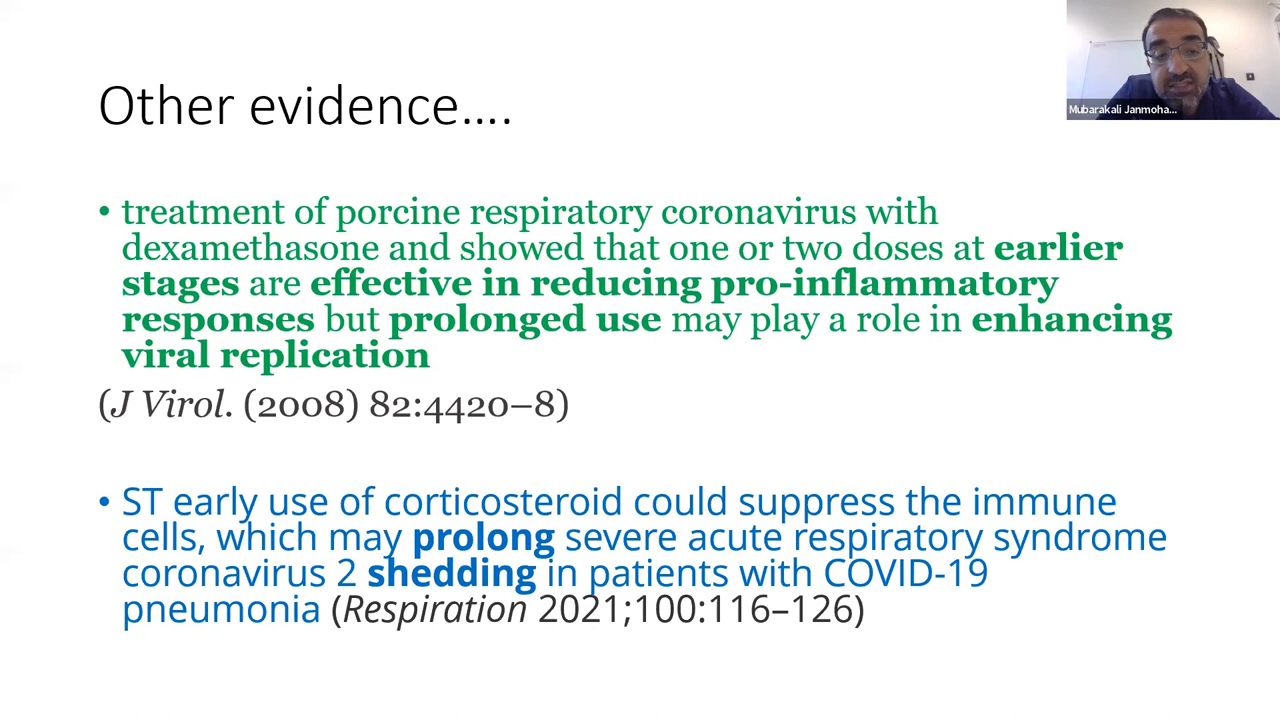 Mubarakali Janmoha...
Other evidence....
• treatment of porcine respiratory coronavirus with
dexamethasone and showed that one or two doses at earlier
stages are effective in reducing pro-inflammatory
responses but prolonged use may play a role in enhancing
viral replication
(J Virol. (2008) 82:4420–8)
• ST early use of corticosteroid could suppress the immune
cells, which may prolong severe acute respiratory syndrome
coronavirus 2 shedding in patients with COVID-19
pneumonia (Respiration 2021;100:116–126)